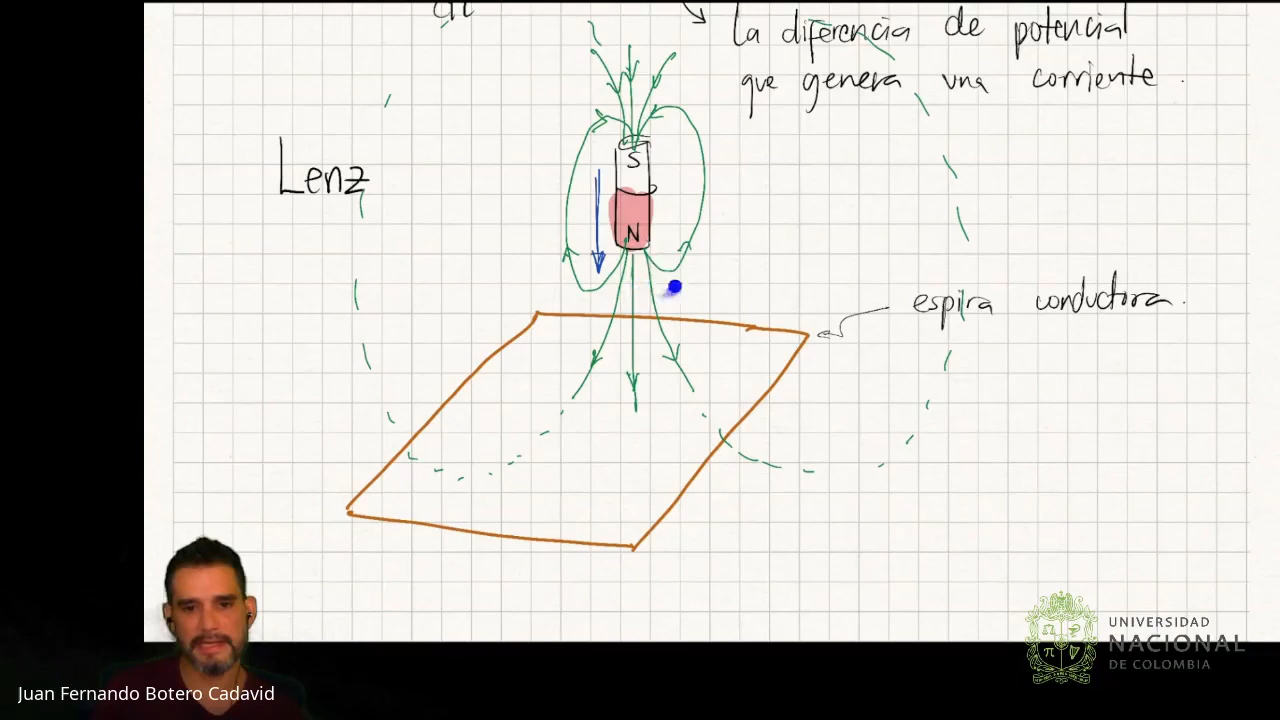 la diferencia de potencial
que genera una corriente.
Lenz
S
N
espira conductora.
Juan Fernando Botero Cadavid
UNIVERSIDAD
NACIONAL
DE COLOMBIA